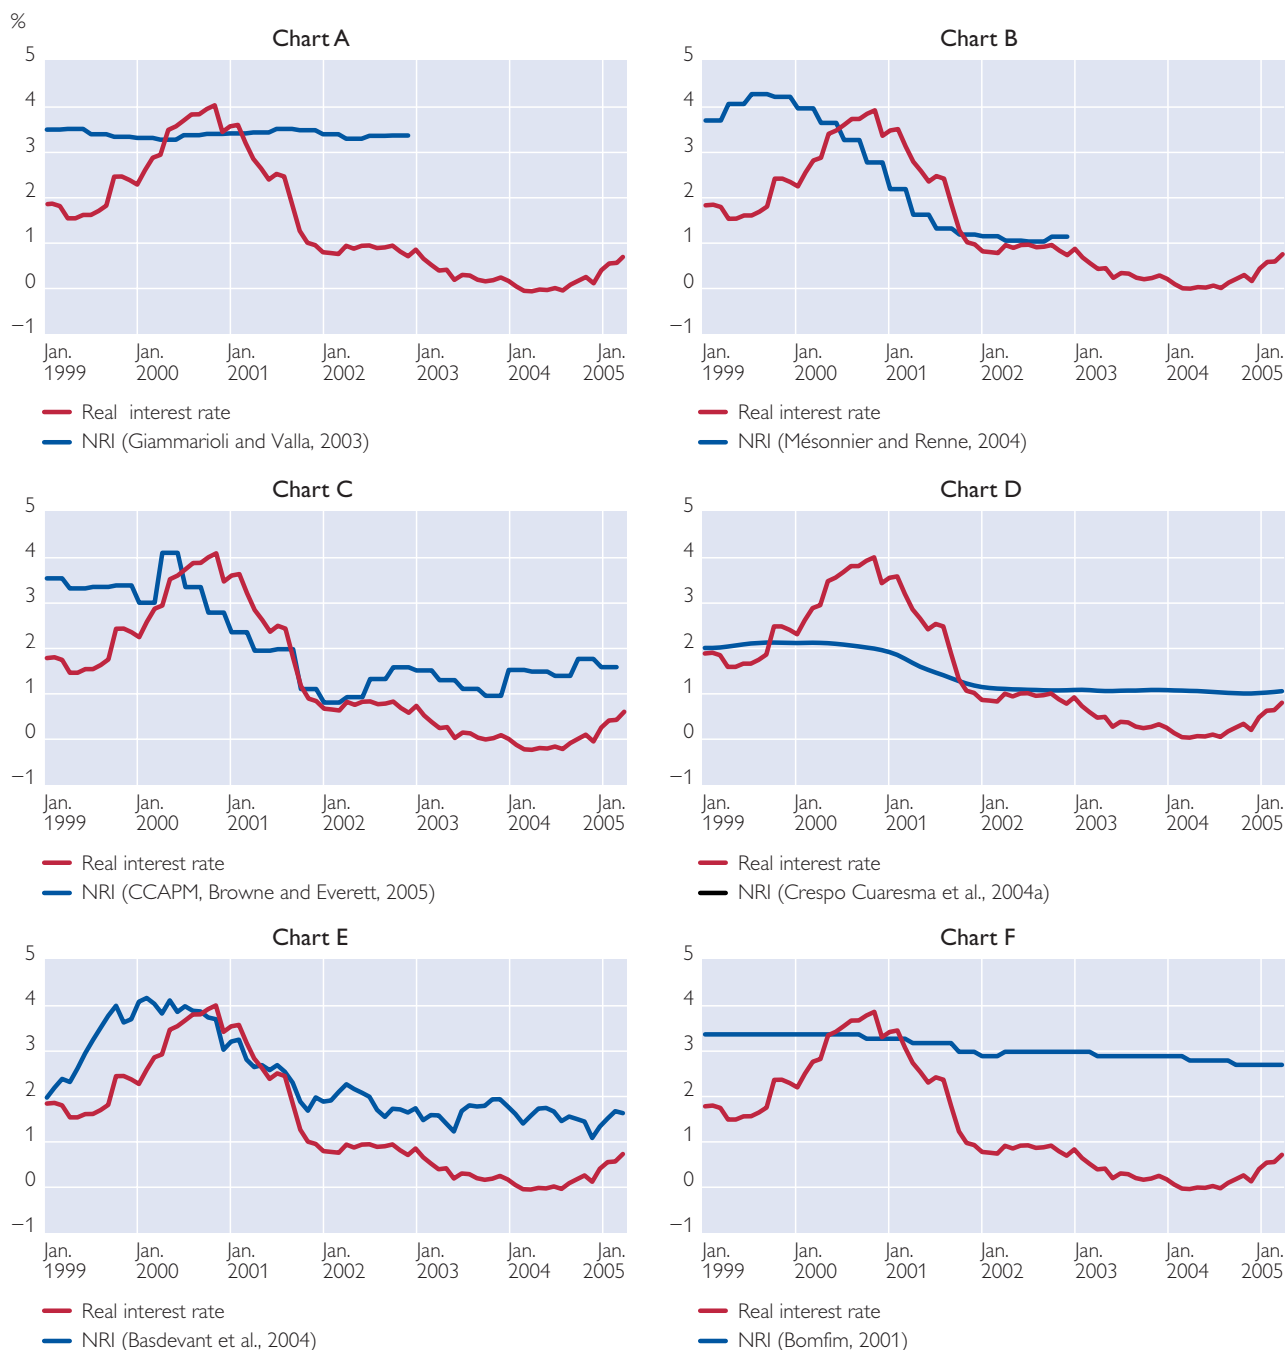 %
Chart A
5
4
3
2
1
0
–1
Jan. 1999
Jan. 2000
Jan. 2001
Jan. 2002
Jan. 2003
Jan. 2004
Jan. 2005
Real interest rate
NRI (Giammarioli and Valla, 2003)
Chart B
5
4
3
2
1
0
–1
Jan. 1999
Jan. 2000
Jan. 2001
Jan. 2002
Jan. 2003
Jan. 2004
Jan. 2005
Real interest rate
NRI (Mésonnier and Renne, 2004)
Chart C
5
4
3
2
1
0
–1
Jan. 1999
Jan. 2000
Jan. 2001
Jan. 2002
Jan. 2003
Jan. 2004
Jan. 2005
Real interest rate
NRI (CCAPM, Browne and Everett, 2005)
Chart D
5
4
3
2
1
0
–1
Jan. 1999
Jan. 2000
Jan. 2001
Jan. 2002
Jan. 2003
Jan. 2004
Jan. 2005
Real interest rate
NRI (Crespo Cuaresma et al., 2004a)
Chart E
5
4
3
2
1
0
–1
Jan. 1999
Jan. 2000
Jan. 2001
Jan. 2002
Jan. 2003
Jan. 2004
Jan. 2005
Real interest rate
NRI (Basdevant et al., 2004)
Chart F
5
4
3
2
1
0
–1
Jan. 1999
Jan. 2000
Jan. 2001
Jan. 2002
Jan. 2003
Jan. 2004
Jan. 2005
Real interest rate
NRI (Bomfim, 2001)